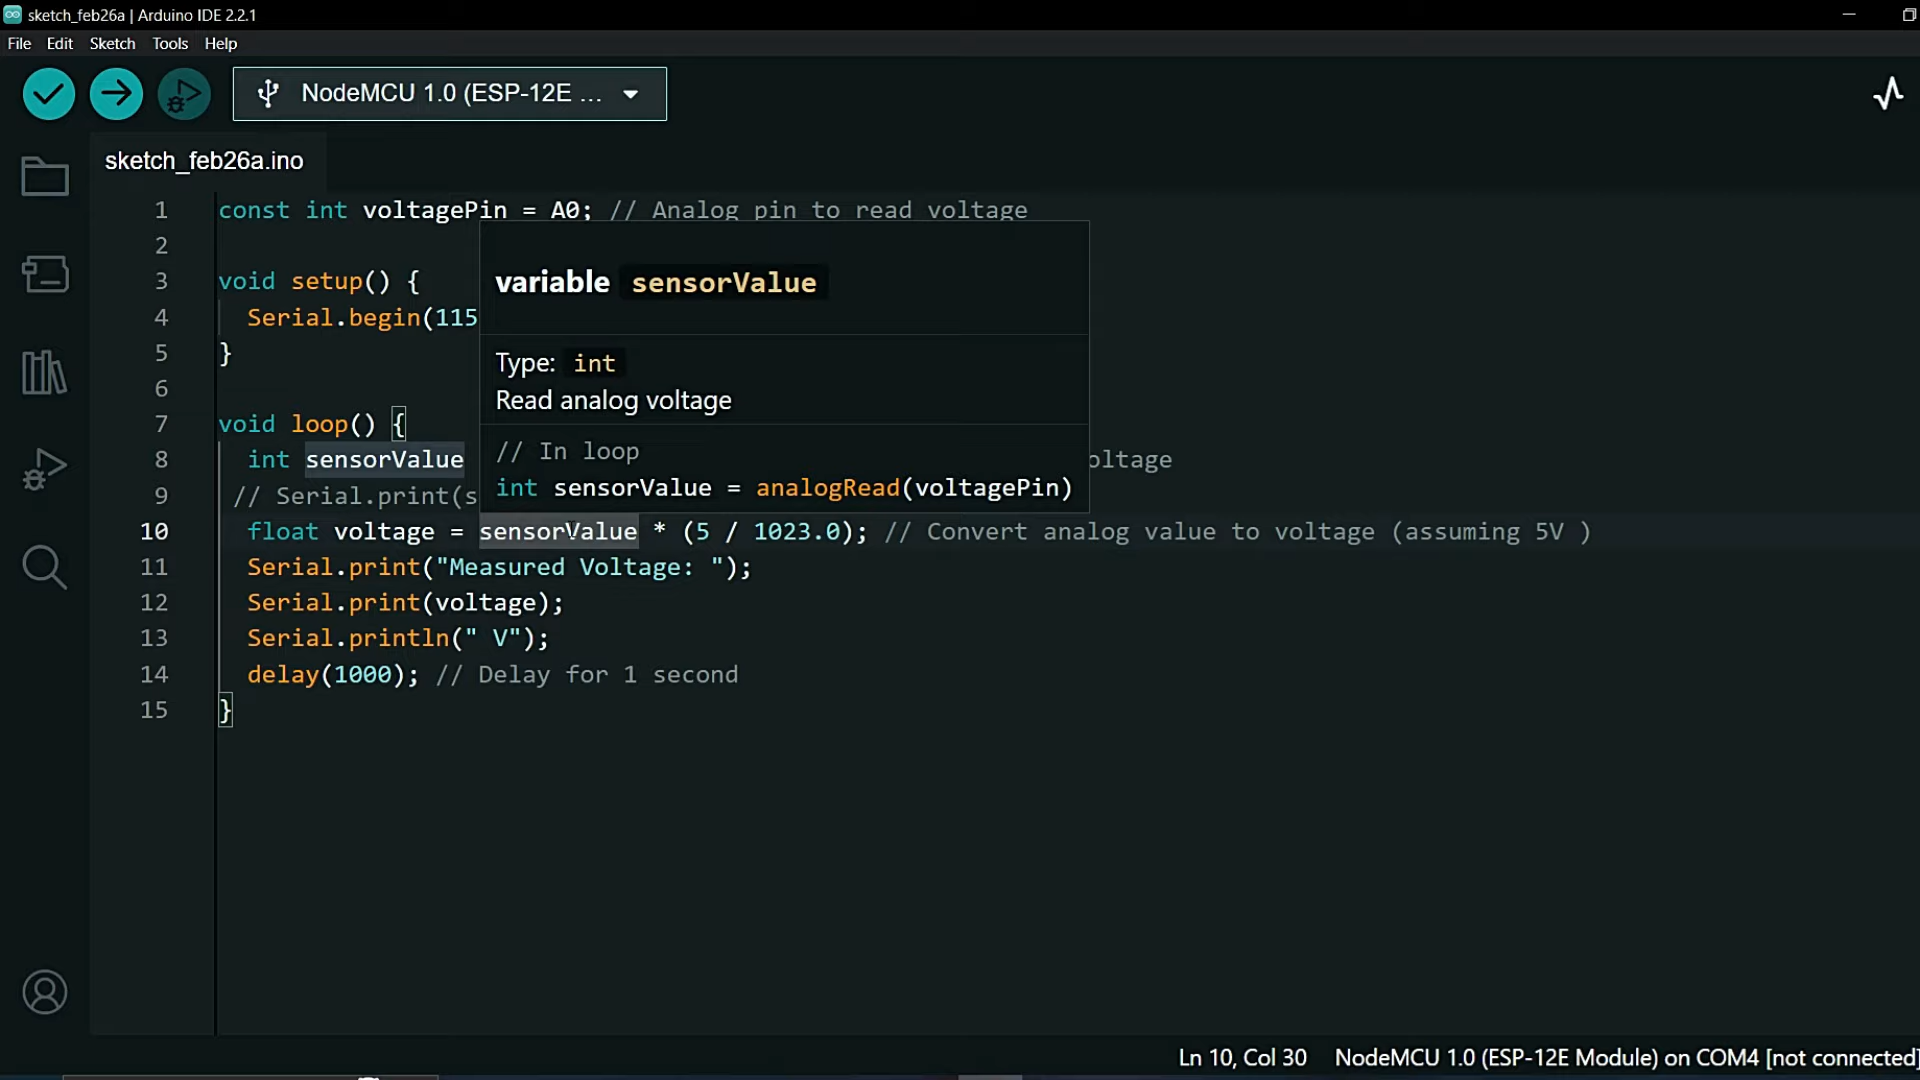 sketch_feb26a | Arduino IDE 2.2.1
File Edit Sketch Tools Help
NodeMCU 1.0 (ESP-12E ...
sketch_feb26a.ino
1 const int voltagePin = A0; // Analog pin to read voltage
2
3 void setup() {
4 Serial.begin(115
5 }
6
7 void loop() {
8 int sensorValue oltage
9 // Serial.print(s
10 float voltage = sensorValue * (5 / 1023.0); // Convert analog value to voltage (assuming 5V )
11 Serial.print("Measured Voltage: ");
12 Serial.print(voltage);
13 Serial.println(" V");
14 delay(1000); // Delay for 1 second
15 }
variable sensorValue
Type: int
Read analog voltage
// In loop
int sensorValue = analogRead(voltagePin)
Ln 10, Col 30 NodeMCU 1.0 (ESP-12E Module) on COM4 [not connected]